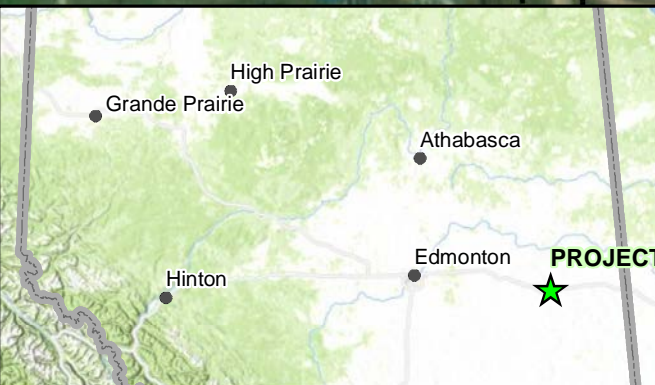 High Prairie
Grande Prairie
Athabasca
Edmonton
PROJECT
Hinton